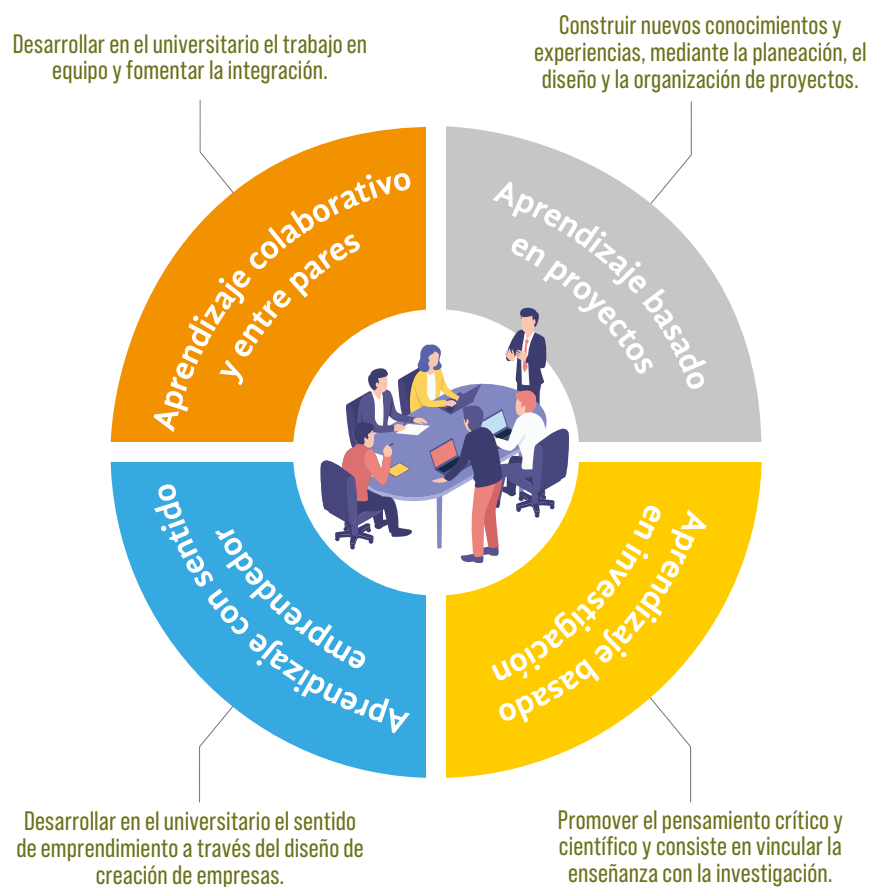 Desarrollar en el universitario el trabajo en
equipo y fomentar la integración.
Construir nuevos conocimientos y
experiencias, mediante la planeación, el
diseño y la organización de proyectos.
Aprendizaje colaborativo
y entre pares
Aprendizaje basado
en proyectos
Aprendizaje con sentido
emprendedor
Aprendizaje basado
en investigación
Desarrollar en el universitario el sentido
de emprendimiento a través del diseño de
creación de empresas.
Promover el pensamiento crítico y
científico y consiste en vincular la
enseñanza con la investigación.